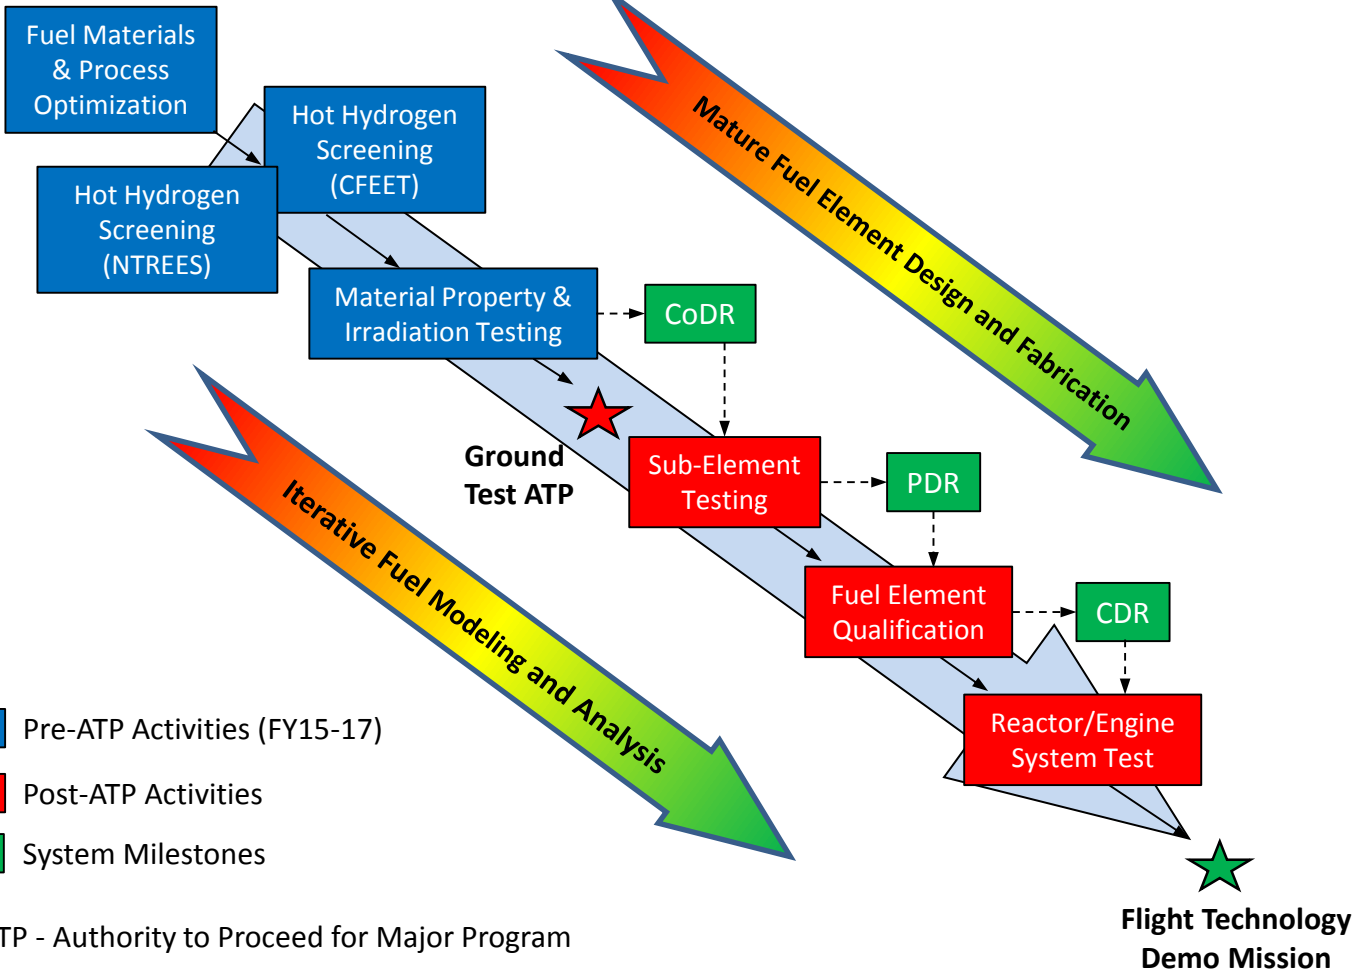 Fuel Materials
& Process
Optimization
Hot Hydrogen
Screening
(CFEET)
Hot Hydrogen
Screening
(NTREES)
Mature Fuel Element Design and Fabrication
Material Property &
Irradiation Testing
CoDR
Ground
Test ATP
Sub-Element
Testing
PDR
Iterative Fuel Modeling and Analysis
Fuel Element
Qualification
CDR
Reactor/Engine
System Test
Pre-ATP Activities (FY15-17)
Post-ATP Activities
System Milestones
TP - Authority to Proceed for Major Program
Flight Technology
Demo Mission